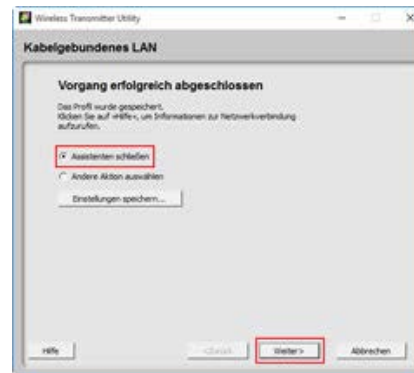 Wireless Transmitter Utility
Kabelgebundenes LAN
Vorgang erfolgreich abgeschlossen
Das Profil wurde gespeichert.
Klicken Sie auf »Hilfe«, um Informationen zur Netzwerkverbindung
aufzurufen.
Assistenten schließen
Andere Aktion auswählen
Einstellungen speichern...
Hilfe
<Zurück
Weiter>
Abbrechen